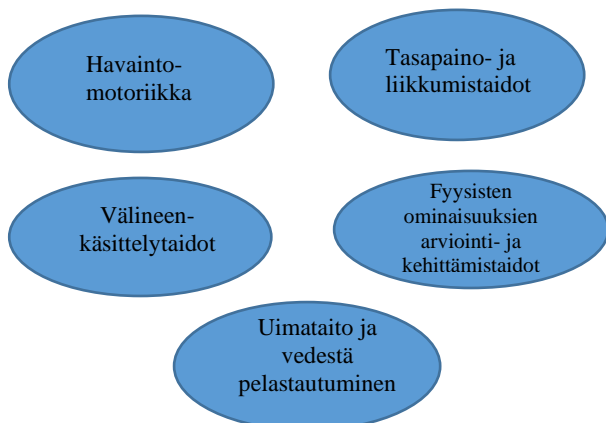 Havainto-
motoriikka
Tasapaino- ja
liikkumistaidot
Välineen-
käsittelytaidot
Fyysisten
ominaisuuksien
arviointi- ja
kehittämistaidot
Uimataito ja
vedestä
pelastautuminen